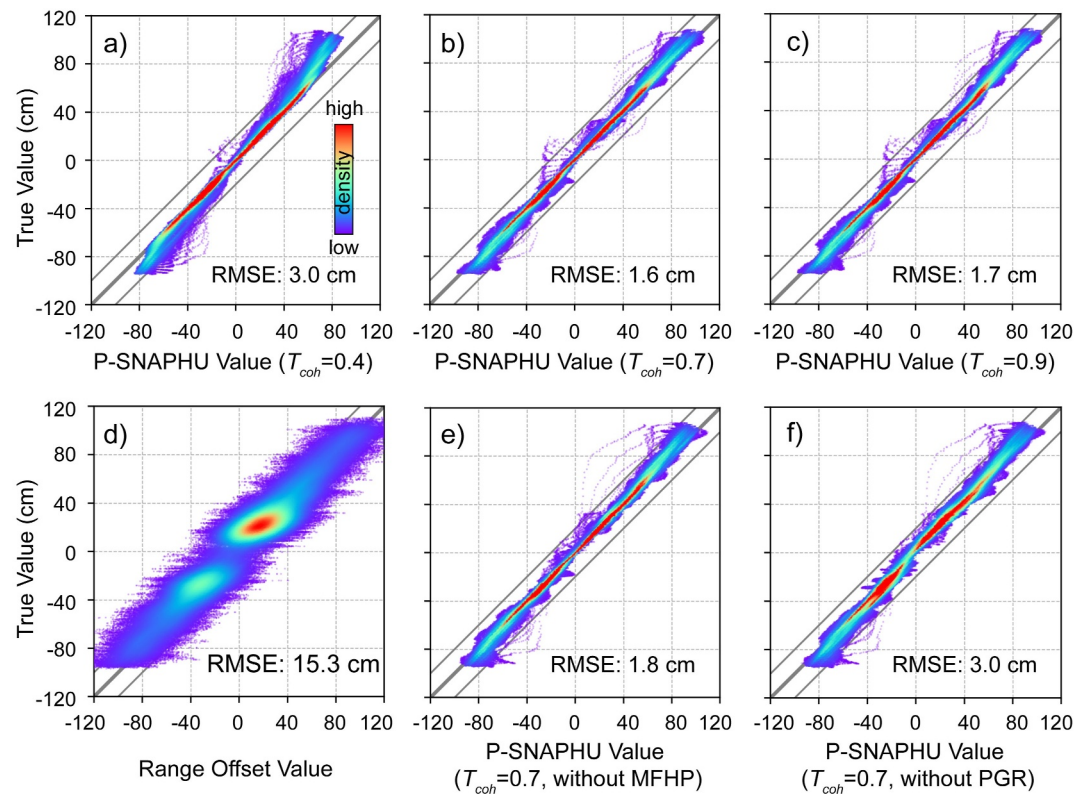 True Value (cm)
120
80
40
0
-40
-80
-120
a)
high
density
low
RMSE: 3.0 cm
-120 -80 -40 0 40 80 120
P-SNAPHU Value (Tcoh=0.4)
b)
RMSE: 1.6 cm
-120 -80 -40 0 40 80 120
P-SNAPHU Value (Tcoh=0.7)
c)
RMSE: 1.7 cm
-120 -80 -40 0 40 80 120
P-SNAPHU Value (Tcoh=0.9)
True Value (cm)
120
80
40
0
-40
-80
-120
d)
RMSE: 15.3 cm
-120 -80 -40 0 40 80 120
Range Offset Value
e)
RMSE: 1.8 cm
-120 -80 -40 0 40 80 120
P-SNAPHU Value
(Tcoh=0.7, without MFHP)
f)
RMSE: 3.0 cm
-120 -80 -40 0 40 80 120
P-SNAPHU Value
(Tcoh=0.7, without PGR)